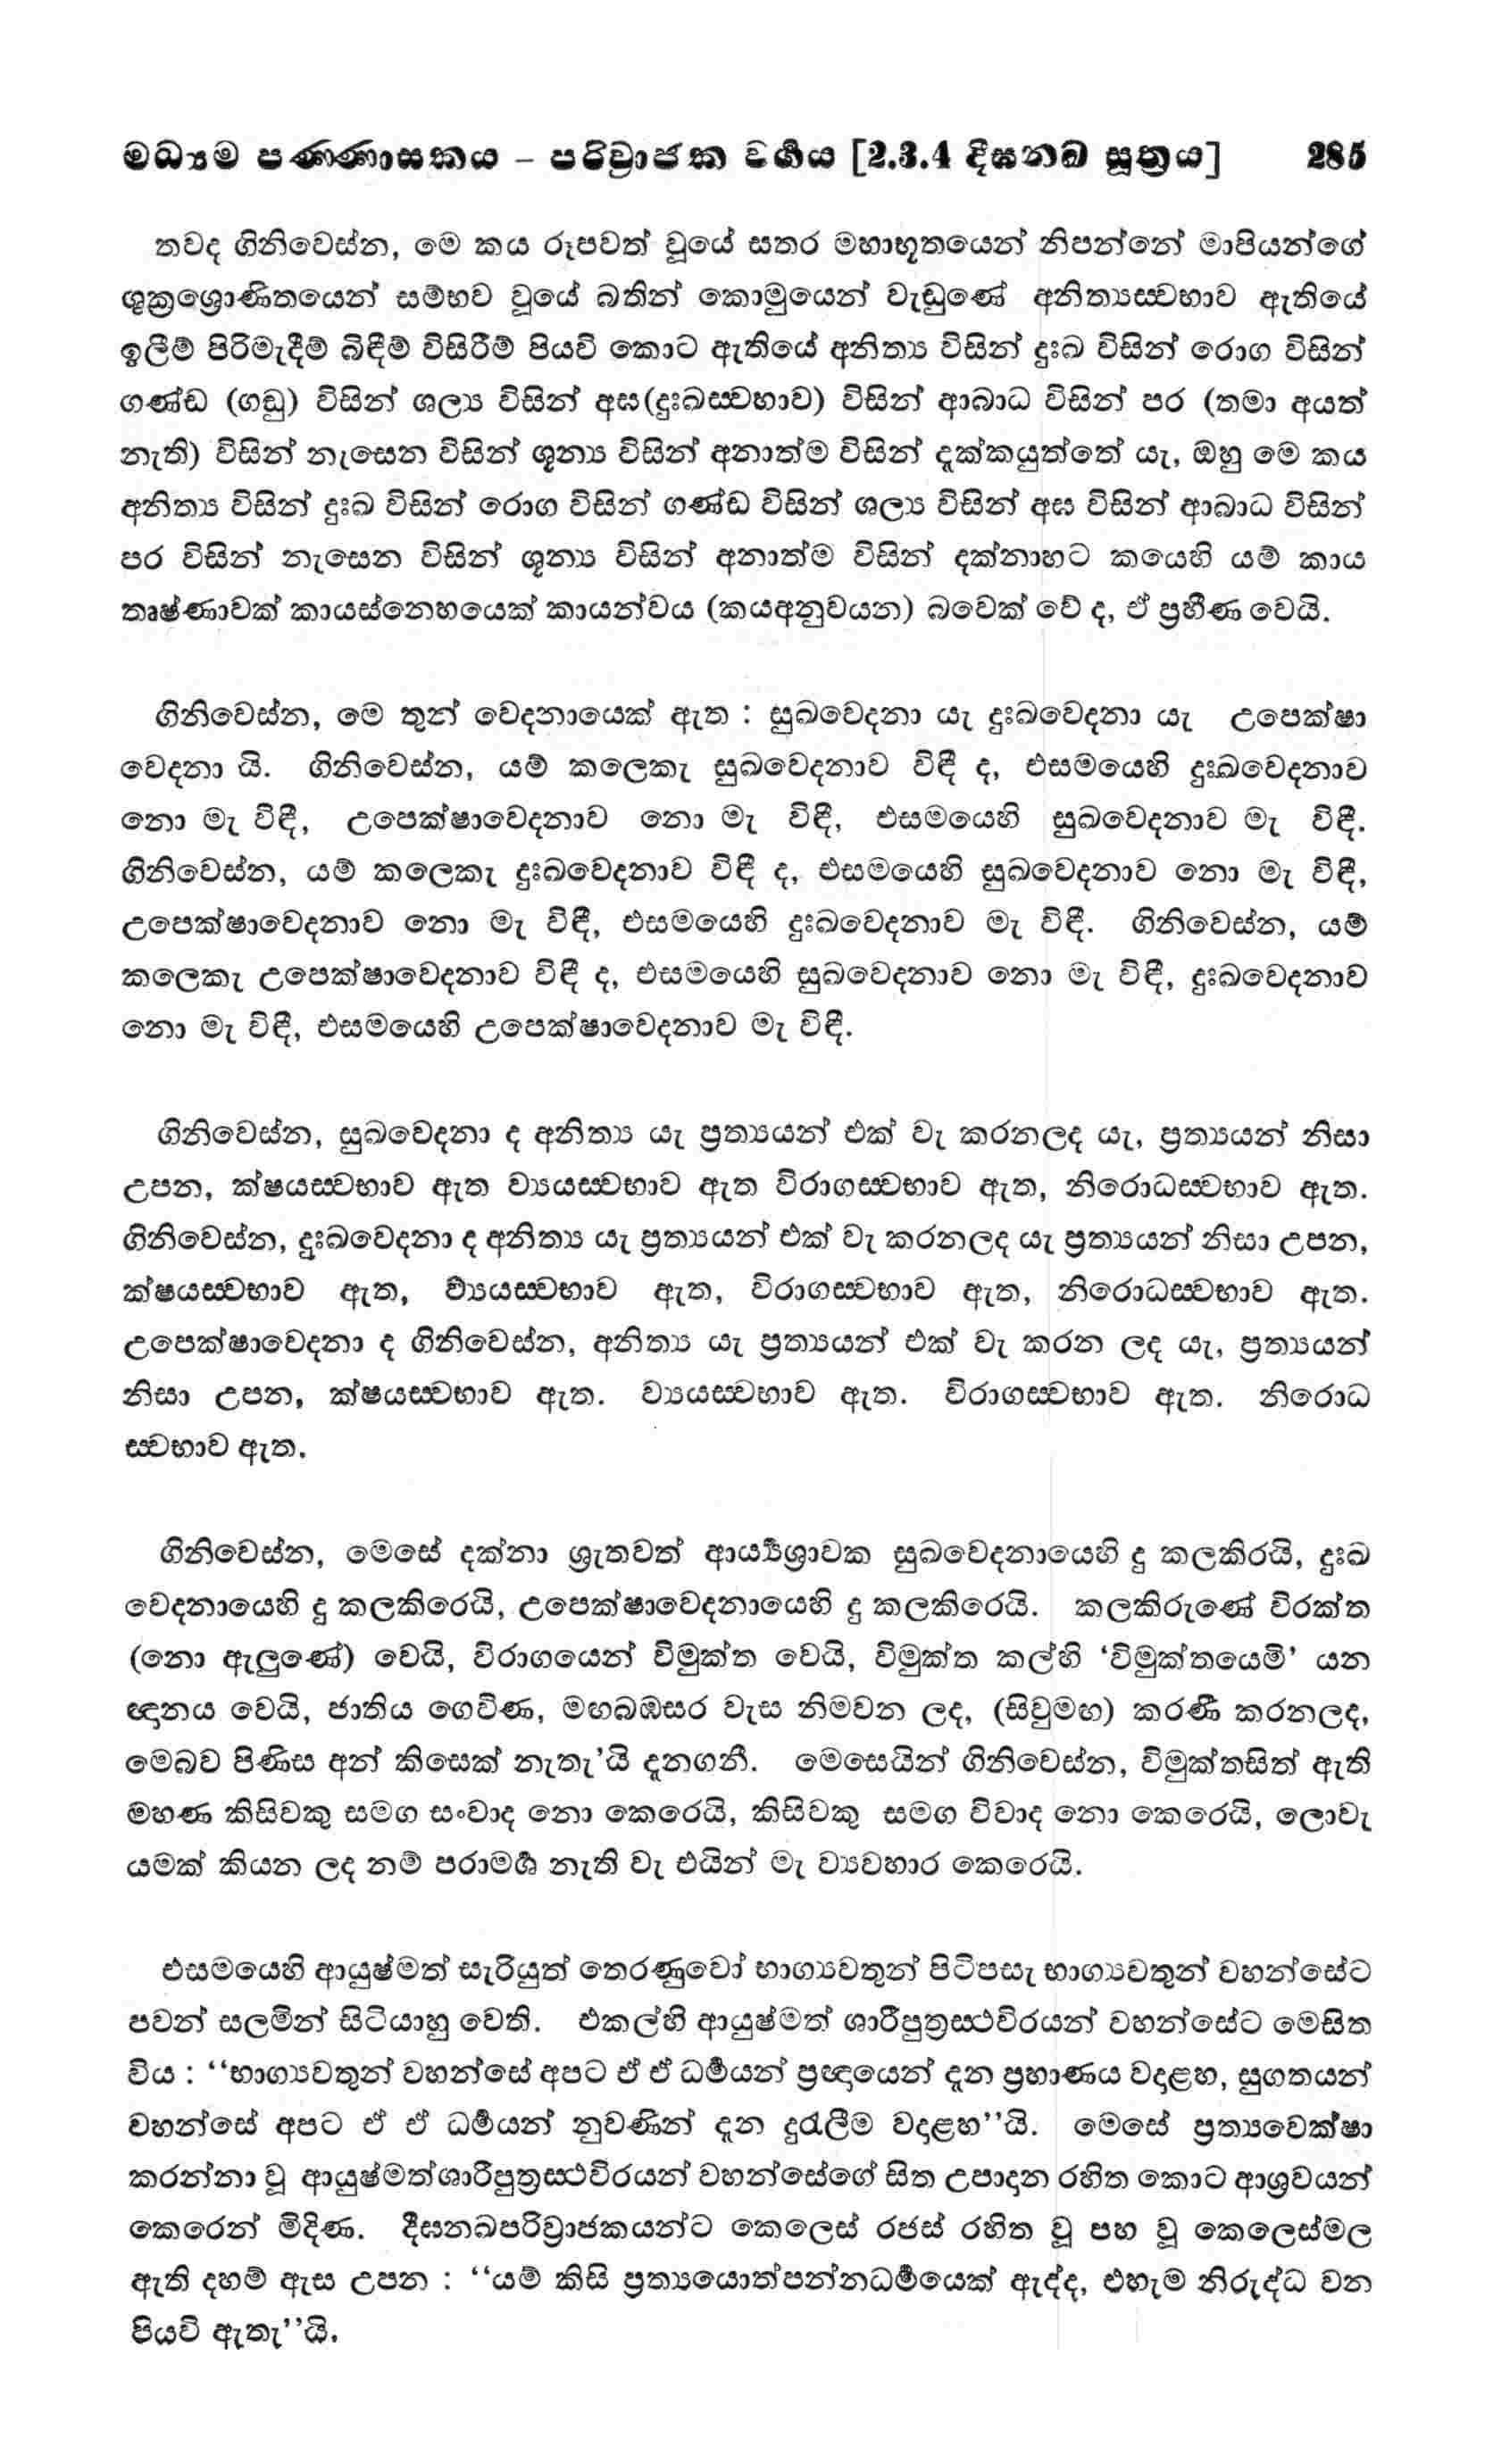 මධ්‍යම පණ්ණාසකය – පරිව්‍රාජක වර්‍ගය [2.3.4 දීඝනඛ සූත්‍රය] 285
තවද ගිනිවෙස්න, මෙ කය රූපවත් වූයේ සතර මහාභූතයෙන් නිපන්නේ මාපියන්ගේ
ශුක්‍රශ්‍රොණිතයෙන් සම්භව වූයේ බතින් කොමුයෙන් වැඩුණේ අනිත්‍යස්වභාව ඇතියේ
ඉලීම් පිරිමැදීම් බිඳීම් විසිරීම් පියවි කොට ඇතියේ අනිත්‍ය විසින් දුඃඛ විසින් රොග විසින්
ගණ්ඩ (ගඩු) විසින් ශල්‍ය විසින් අඝ(දුඃඛස්වභාව) විසින් ආබාධ විසින් පර (තමා අයත්
නැති) විසින් නැසෙන විසින් ශූන්‍ය විසින් අනාත්ම විසින් දැක්කයුත්තේ යැ, ඔහු මෙ කය
අනිත්‍ය විසින් දුඃඛ විසින් රොග විසින් ගණ්ඩ විසින් ශල්‍ය විසින් අඝ විසින් ආබාධ විසින්
පර විසින් නැසෙන විසින් ශූන්‍ය විසින් අනාත්ම විසින් දක්නාහට කයෙහි යම් කාය
තෘෂ්ණාවක් කායස්නෙහයෙක් කායන්වය (කයඅනුවයන) බවෙක් වේ ද, ඒ ප්‍රහීණ වෙයි.
ගිනිවෙස්න, මෙ තුන් වෙදනායෙක් ඇත : සුඛවෙදනා යැ දුඃඛවෙදනා යැ උපෙක්ෂා
වෙදනා යි. ගිනිවෙස්න, යම් කලෙකැ සුඛවෙදනාව විඳී ද, එසමයෙහි දුඃඛවෙදනාව
නො මැ විඳී, උපෙක්ෂාවෙදනාව නො මැ විඳී, එසමයෙහි සුඛවෙදනාව මැ විඳී.
ගිනිවෙස්න, යම් කලෙකැ දුඃඛවෙදනාව විඳී ද, එසමයෙහි සුඛවෙදනාව නො මැ විඳී,
උපෙක්ෂාවෙදනාව නො මැ විඳී, එසමයෙහි දුඃඛවෙදනාව මැ විඳී. ගිනිවෙස්න, යම්
කලෙකැ උපෙක්ෂාවෙදනාව විඳී ද, එසමයෙහි සුඛවෙදනාව නො මැ විඳී, දුඃඛවෙදනාව
නො මැ විඳී, එසමයෙහි උපෙක්ෂාවෙදනාව මැ විඳී.
ගිනිවෙස්න, සුඛවෙදනා ද අනිත්‍ය යැ ප්‍රත්‍යයන් එක් වැ කරනලද යැ, ප්‍රත්‍යයන් නිසා
උපන, ක්ෂයස්වභාව ඇත ව්‍යයස්වභාව ඇත විරාගස්වභාව ඇත, නිරොධස්වභාව ඇත.
ගිනිවෙස්න, දුඃඛවෙදනා ද අනිත්‍ය යැ ප්‍රත්‍යයන් එක් වැ කරනලද යැ ප්‍රත්‍යයන් නිසා උපන,
ක්ෂයස්වභාව ඇත, ව්‍යයස්වභාව ඇත, විරාගස්වභාව ඇත, නිරොධස්වභාව ඇත.
උපෙක්ෂාවෙදනා ද ගිනිවෙස්න, අනිත්‍ය යැ ප්‍රත්‍යයන් එක් වැ කරන ලද යැ, ප්‍රත්‍යයන්
නිසා උපන, ක්ෂයස්වභාව ඇත. ව්‍යයස්වභාව ඇත. විරාගස්වභාව ඇත. නිරොධ
ස්වභාව ඇත.
ගිනිවෙස්න, මෙසේ දක්නා ශ්‍රුතවත් ආර්‍ය්‍යශ්‍රාවක සුඛවෙදනායෙහි දු කලකිරයි, දුඃඛ
වෙදනායෙහි දු කලකිරෙයි, උපෙක්ෂාවෙදනායෙහි දු කලකිරෙයි. කලකිරුණේ විරක්ත
(නො ඇලුණේ) වෙයි, විරාගයෙන් විමුක්ත වෙයි, විමුක්ත කල්හි ‘විමුක්තයෙමි’ යන
ඥානය වෙයි, ජාතිය ගෙවිණ, මඟබඹසර වැස නිමවන ලද, (සිවුමඟ) කරණී කරනලද,
මෙබව පිණිස අන් කිසෙක් නැතැ’යි දැනගනී. මෙසෙයින් ගිනිවෙස්න, විමුක්තසිත් ඇති
මහණ කිසිවකු සමග සංවාද නො කෙරෙයි, කිසිවකු සමග විවාද නො කෙරෙයි, ලොවැ
යමක් කියන ලද නම් පරාමර්‍ශ නැති වැ එයින් මැ ව්‍යවහාර කෙරෙයි.
එසමයෙහි ආයුෂ්මත් සැරියුත් තෙරණුවෝ භාග්‍යවතුන් පිටිපසැ භාග්‍යවතුන් වහන්සේට
පවන් සලමින් සිටියාහු වෙති. එකල්හි ආයුෂ්මත් ශාරීපුත්‍රස්ථවිරයන් වහන්සේට මෙසිත
විය : ‘‘භාග්‍යවතුන් වහන්සේ අපට ඒ ඒ ධර්‍මයන් ප්‍රඥායෙන් දැන ප්‍රහාණය වදාළහ, සුගතයන්
වහන්සේ අපට ඒ ඒ ධර්‍මයන් නුවණින් දැන දුරැලීම වදාළහ’’යි. මෙසේ ප්‍රත්‍යවෙක්ෂා
කරන්නා වූ ආයුෂ්මත්ශාරීපුත්‍රස්ථවිරයන් වහන්සේගේ සිත උපාදාන රහිත කොට ආශ්‍රවයන්
කෙරෙන් මිදිණ. දීඝනඛපරිව්‍රාජකයන්ට කෙලෙස් රජස් රහිත වූ පහ වූ කෙලෙස්මල
ඇති දහම් ඇස උපන : ‘‘යම් කිසි ප්‍රත්‍යයොත්පන්නධර්‍මයෙක් ඇද්ද, එහැම නිරුද්ධ වන
පියවි ඇතැ’’යි.